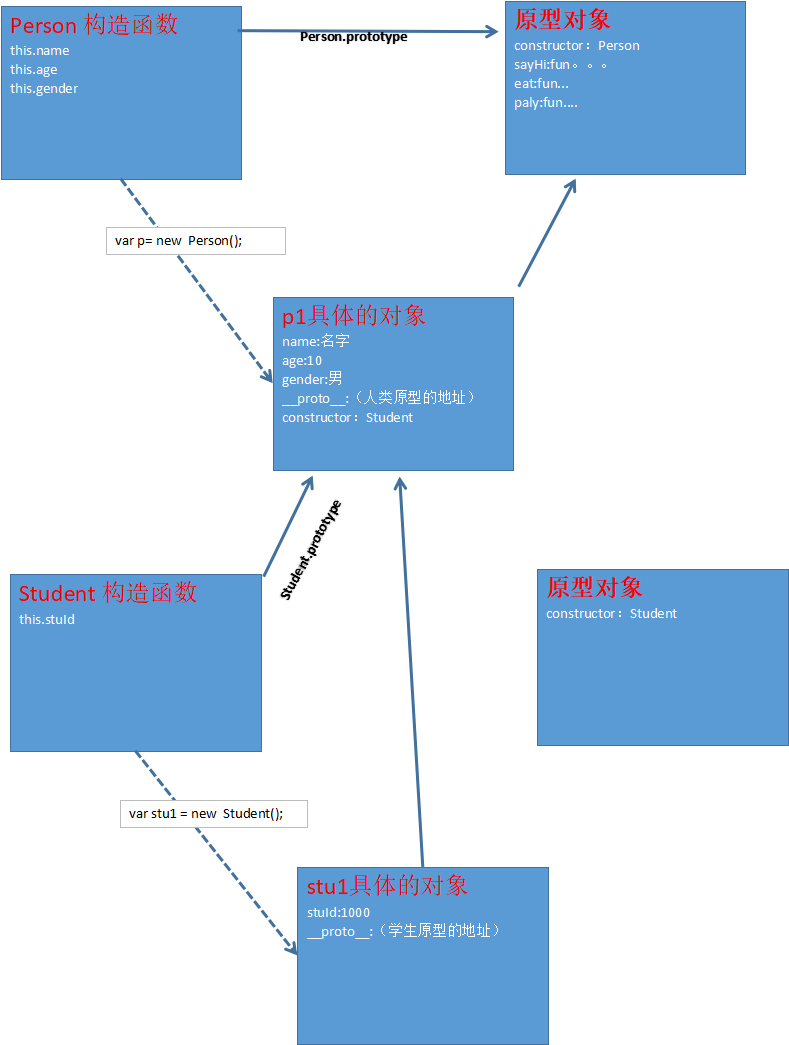 Person 构造函数
this.name
this.age
this.gender
Person.prototype
原型对象
constructor：Person
sayHi:fun。。。
eat:fun...
paly:fun....
var p= new Person();
p1具体的对象
name:名字
age:10
gender:男
__proto__:（人类原型的地址）
constructor：Student
Student.prototype
Student 构造函数
this.stuId
原型对象
constructor：Student
var stu1 = new Student();
stu1具体的对象
stuId:1000
__proto__:（学生原型的地址）